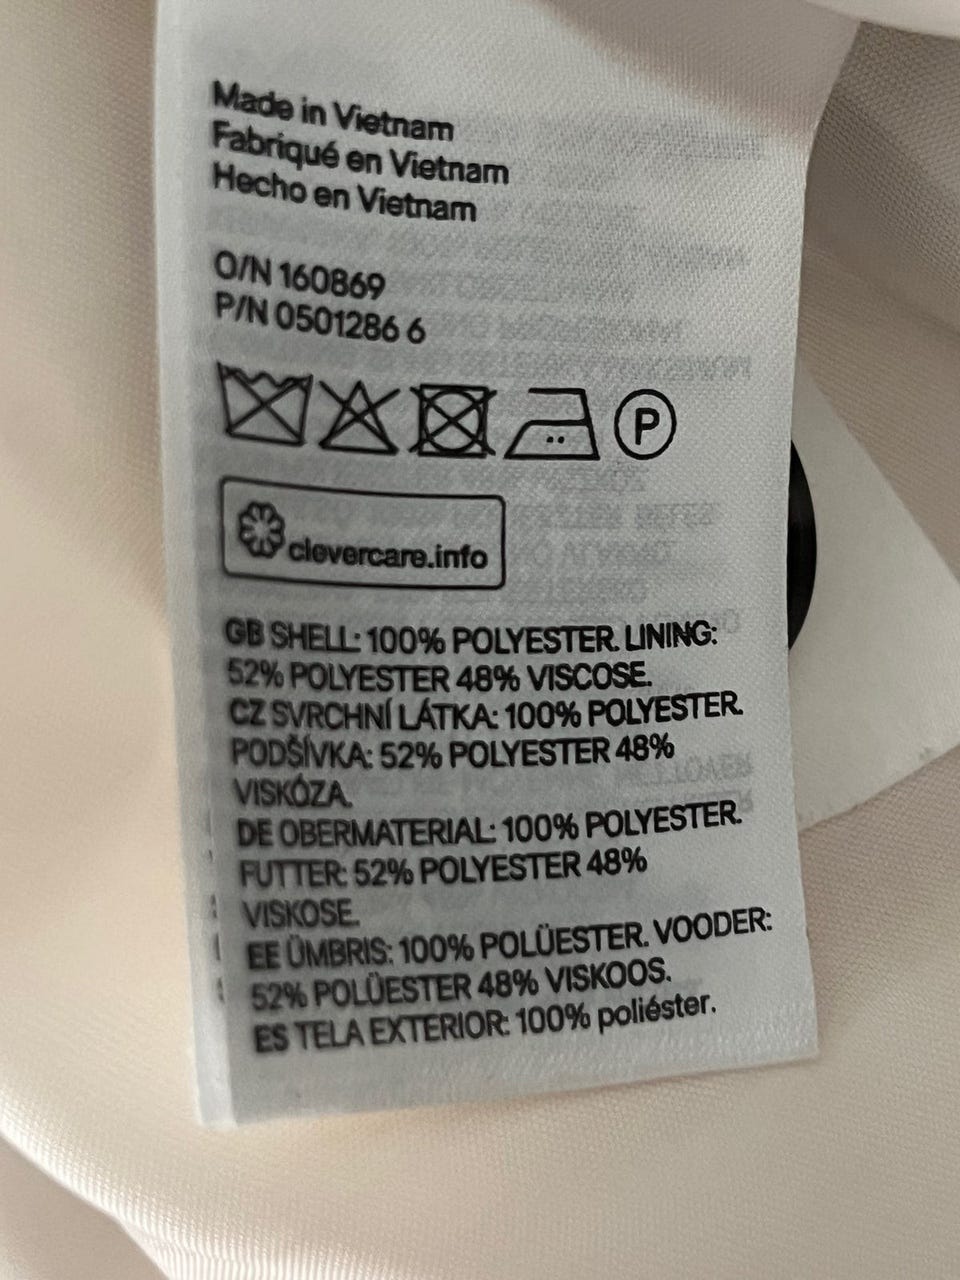 Made in Vietnam
Fabriqué en Vietnam
Hecho en Vietnam
O/N 160869
P/N 0501286 6
P
clevercare.info
GB SHELL: 100% POLYESTER. LINING:
52% POLYESTER 48% VISCOSE.
CZ SVRCHNÍ LÁTKA: 100% POLYESTER.
PODŠÍVKA: 52% POLYESTER 48%
VISKÓZA.
DE OBERMATERIAL: 100% POLYESTER.
FUTTER: 52% POLYESTER 48%
VISKOSE.
EE ÜMBRIS: 100% POLÜESTER. VOODER:
52% POLÜESTER 48% VISKOOS.
ES TELA EXTERIOR: 100% poliéster.